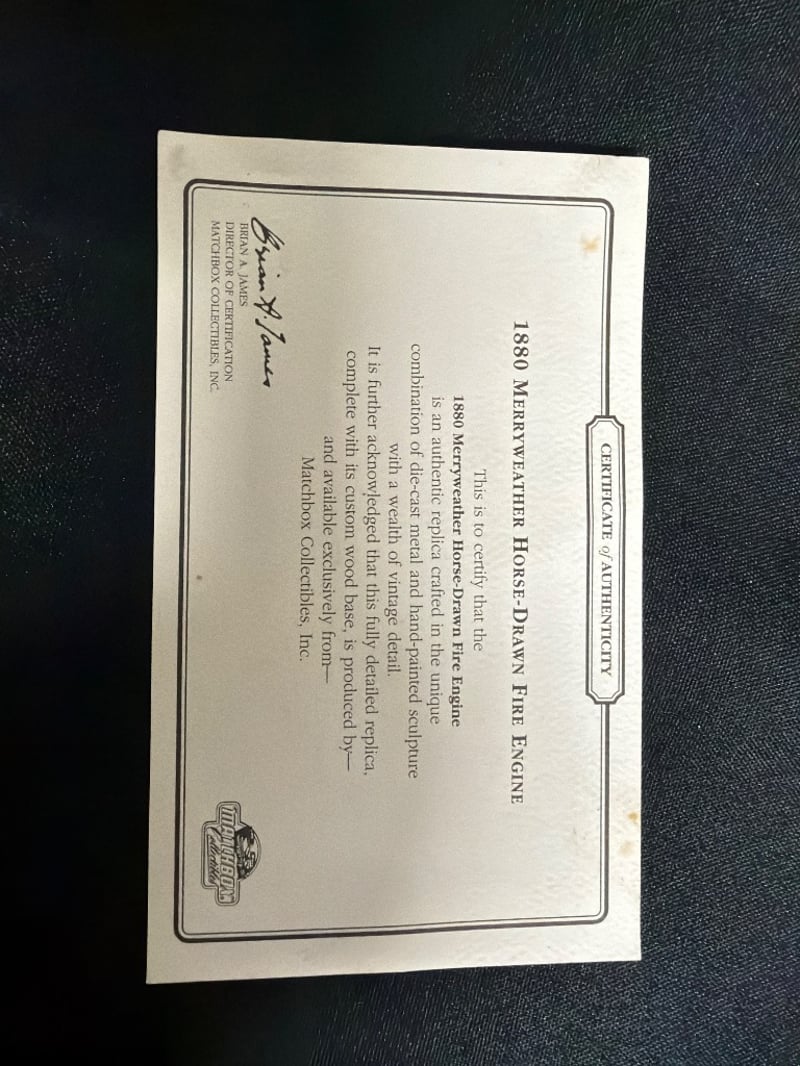 CERTIFICATE of AUTHENTICITY
1880 MERRYWEATHER HORSE-DRAWN FIRE ENGINE
This is to certify that the
1880 Merryweather Horse-Drawn Fire Engine
is an authentic replica crafted in the unique
combination of die-cast metal and hand-painted sculpture
with a wealth of vintage detail.
It is further acknowledged that this fully detailed replica,
complete with its custom wood base, is produced by—
and available exclusively from—
Matchbox Collectibles, Inc.
Brian A. James
BRIAN A. JAMES
DIRECTOR OF CERTIFICATION
MATCHBOX COLLECTIBLES, INC.
MATCHBOX
Collectibles